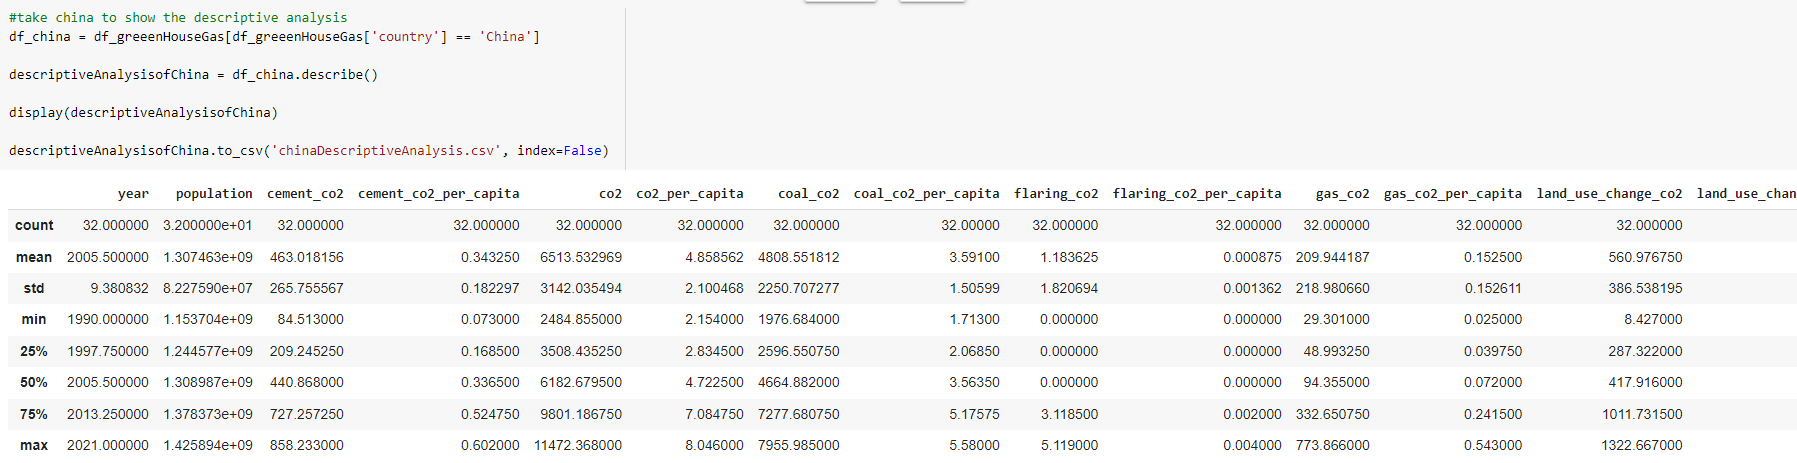 #take china to show the descriptive analysis
df_china = df_greeenHouseGas[df_greeenHouseGas['country'] == 'China']
descriptiveAnalysisofChina = df_china.describe()
display(descriptiveAnalysisofChina)
descriptiveAnalysisofChina.to_csv('chinaDescriptiveAnalysis.csv', index=False)
year population cement_co2 cement_co2_per_capita co2 co2_per_capita coal_co2 coal_co2_per_capita flaring_co2 flaring_co2_per_capita gas_co2 gas_co2_per_capita land_use_change_co2 land_use_chan
count 32.000000 3.200000e+01 32.000000 32.000000 32.000000 32.000000 32.000000 32.00000 32.000000 32.000000 32.000000 32.000000 32.000000
mean 2005.500000 1.307463e+09 463.018156 0.343250 6513.532969 4.858562 4808.551812 3.59100 1.183625 0.000875 209.944187 0.152500 560.976750
std 9.380832 8.227590e+07 265.755567 0.182297 3142.035494 2.100468 2250.707277 1.50599 1.820694 0.001362 218.980660 0.152611 386.538195
min 1990.000000 1.153704e+09 84.513000 0.073000 2484.855000 2.154000 1976.684000 1.71300 0.000000 0.000000 29.301000 0.025000 8.427000
25% 1997.750000 1.244577e+09 209.245250 0.168500 3508.435250 2.834500 2596.550750 2.06850 0.000000 0.000000 48.993250 0.039750 287.322000
50% 2005.500000 1.308987e+09 440.868000 0.336500 6182.679500 4.722500 4664.882000 3.56350 0.000000 0.000000 94.355000 0.072000 417.916000
75% 2013.250000 1.378373e+09 727.257250 0.524750 9801.186750 7.084750 7277.680750 5.17575 3.118500 0.002000 332.650750 0.241500 1011.731500
max 2021.000000 1.425894e+09 858.233000 0.602000 11472.368000 8.046000 7955.985000 5.58000 5.119000 0.004000 773.866000 0.543000 1322.667000